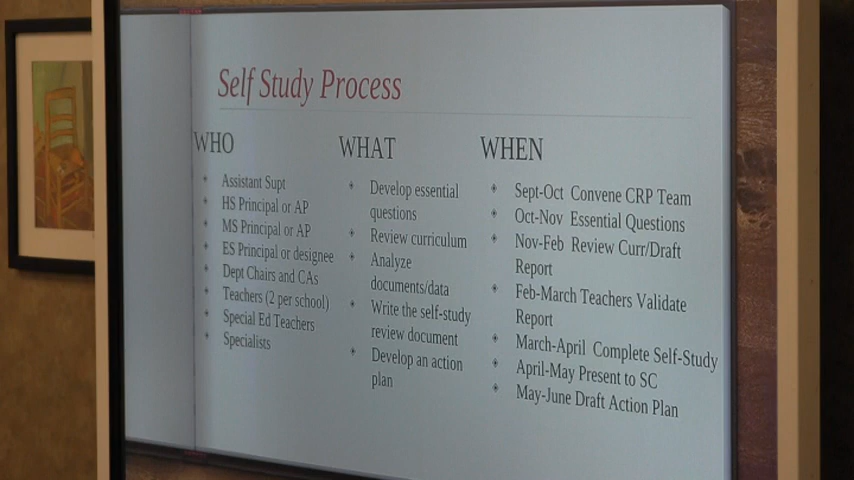 Self Study Process
WHO
Assistant Supt
HS Principal or AP
MS Principal or AP
ES Principal or designee
Dept Chairs and CAs
Teachers (2 per school)
Special Ed Teachers
Specialists
WHAT
Develop essential
questions
Review curriculum
Analyze
documents/data
Write the self-study
review document
Develop an action
plan
WHEN
Sept-Oct Convene CRP Team
Oct-Nov Essential Questions
Nov-Feb Review Curr/Draft
Report
Feb-March Teachers Validate
Report
March-April Complete Self-Study
April-May Present to SC
May-June Draft Action Plan